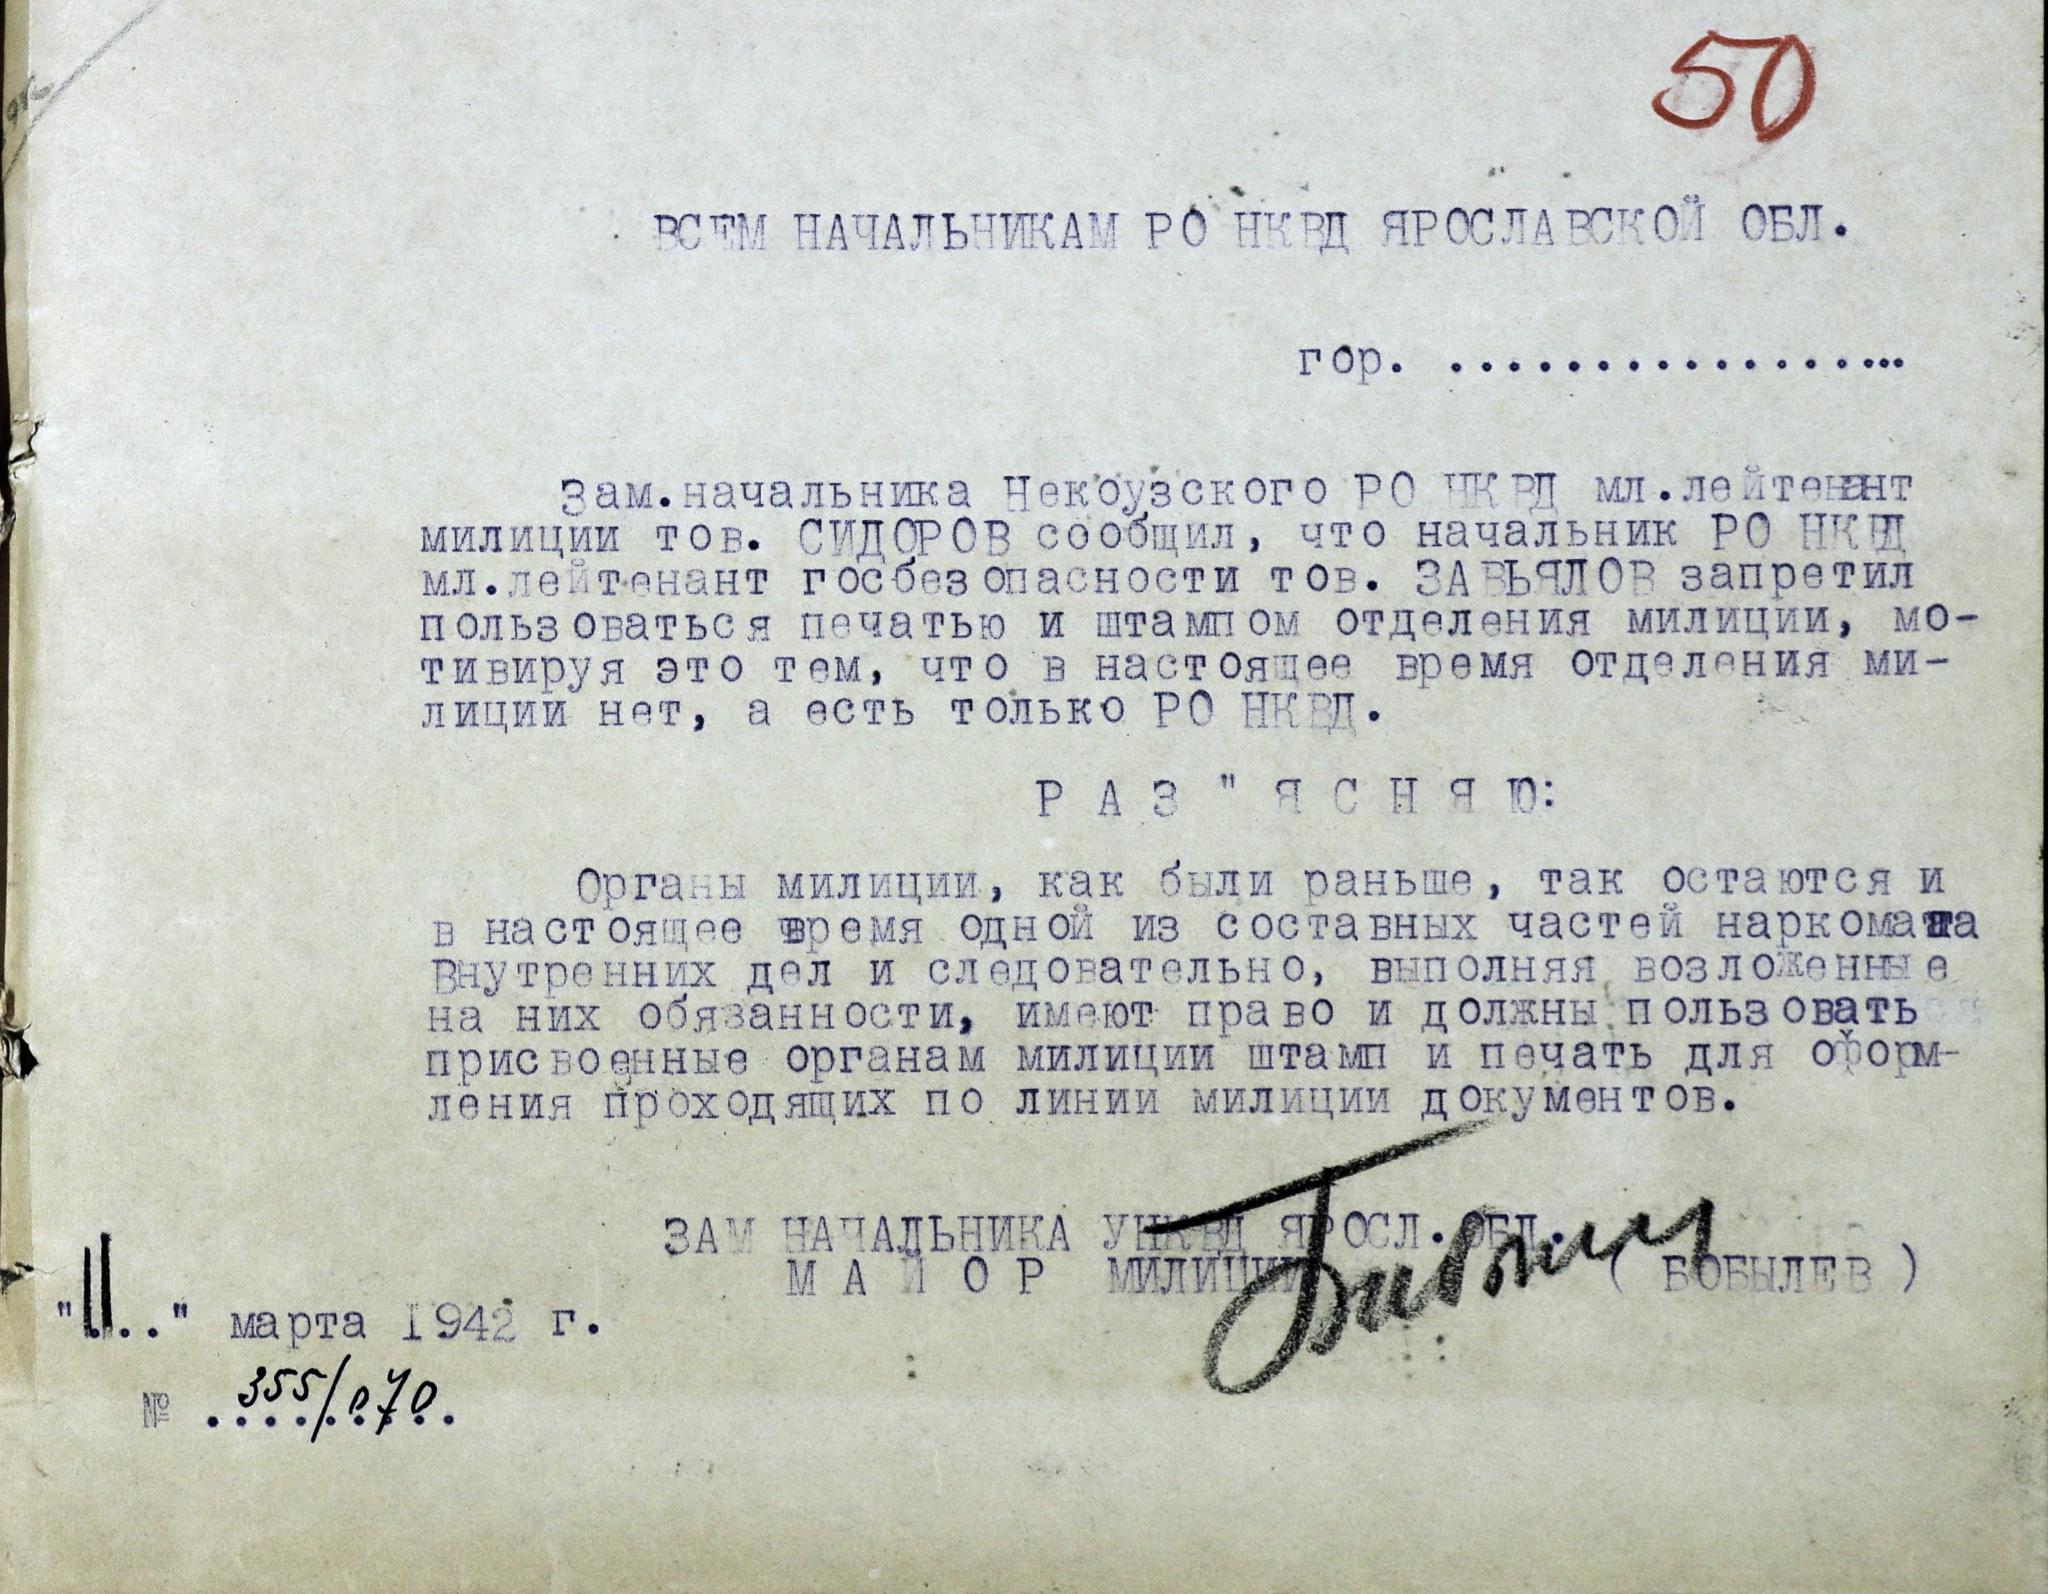 50
ВСЕМ НАЧАЛЬНИКАМ РО НКВД ЯРОСЛАВСКОЙ ОБЛ.
гор. ..................
Зам.начальника Некоузского РО НКВД мл.лейтенант
милиции тов. СИДОРОВ сообщил, что начальник РО НКВД
мл.лейтенант госбезопасности тов. ЗАВЬЯЛОВ запретил
пользоваться печатью и штампом отделения милиции, мо-
тивируя это тем, что в настоящее время отделения ми-
лиции нет, а есть только РО НКВД.
РАЗ"ЯСНЯЮ:
Органы милиции, как были раньше, так остаются и
в настоящее время одной из составных частей наркомата
Внутренних дел и следовательно, выполняя возложенные
на них обязанности, имеют право и должны пользовать
присвоенные органам милиции штамп и печать для оформ-
ления проходящих по линии милиции документов.
ЗАМ НАЧАЛЬНИКА УНКВД ЯРОСЛ.ОБЛ.
МАЙОР МИЛИЦИИ ( БОБЫЛЕВ )
"11.." марта 1942 г.
№ 355/070